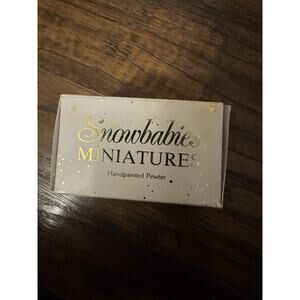 Snowbabies
MINIATURES
Handpainted Pewter